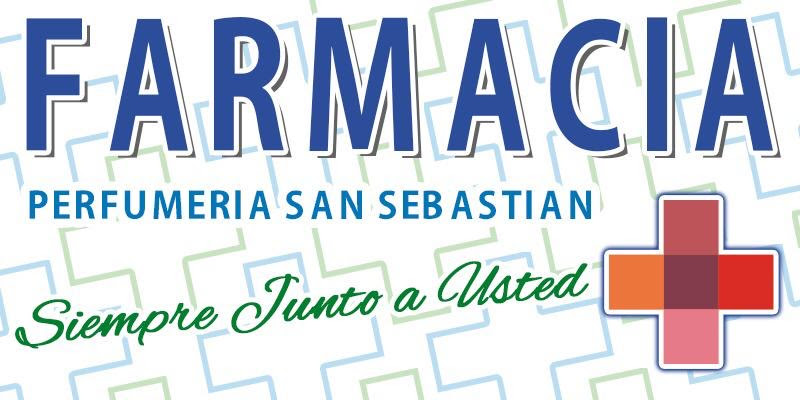 FARMACIA
PERFUMERIA SAN SEBASTIAN
Siempre Junto a Usted